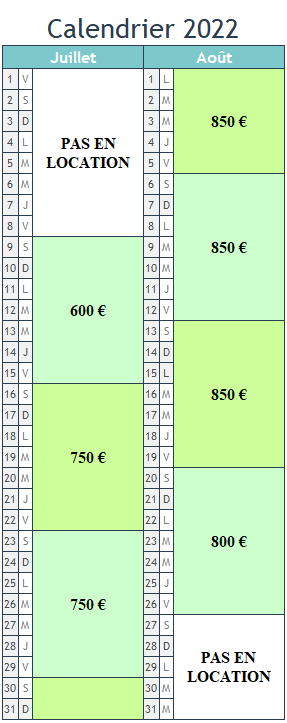 Calendrier 2022
Juillet Août
1 V 1 L
2 S 2 M
3 D 3 M 850 €
4 L PAS EN 4 J
5 M LOCATION 5 V
6 M 6 S
7 J 7 D
8 V 8 L
9 S 9 M 850 €
10 D 10 M
11 L 11 J
12 M 600 € 12 V
13 M 13 S
14 J 14 D
15 V 15 L
16 S 16 M 850 €
17 D 17 M
18 L 18 J
19 M 750 € 19 V
20 M 20 S
21 J 21 D
22 V 22 L
23 S 23 M 800 €
24 D 24 M
25 L 25 J
26 M 750 € 26 V
27 M 27 S
28 J 28 D PAS EN
29 V 29 L LOCATION
30 S 30 M
31 D 31 M